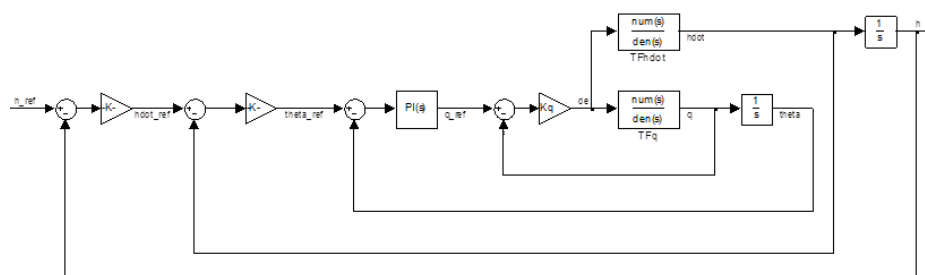 num(s)
den(s)
TFhdot
hdot
1
s
h
h_ref
+
-
-K-
hdot_ref
+
-
-K-
theta_ref
+
-
PI(s)
q_ref
+
-
Kq
de
num(s)
den(s)
TFq
q
1
s
theta